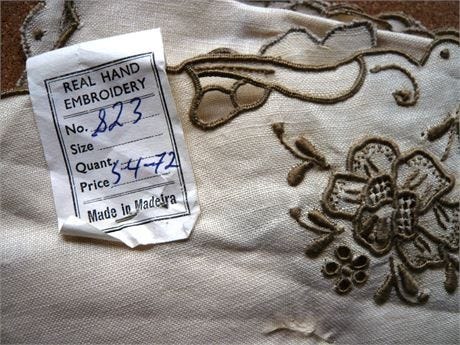 REAL HAND
EMBROIDERY
No. 823
Size
Quant.
Price 54-72
Made in Madeira